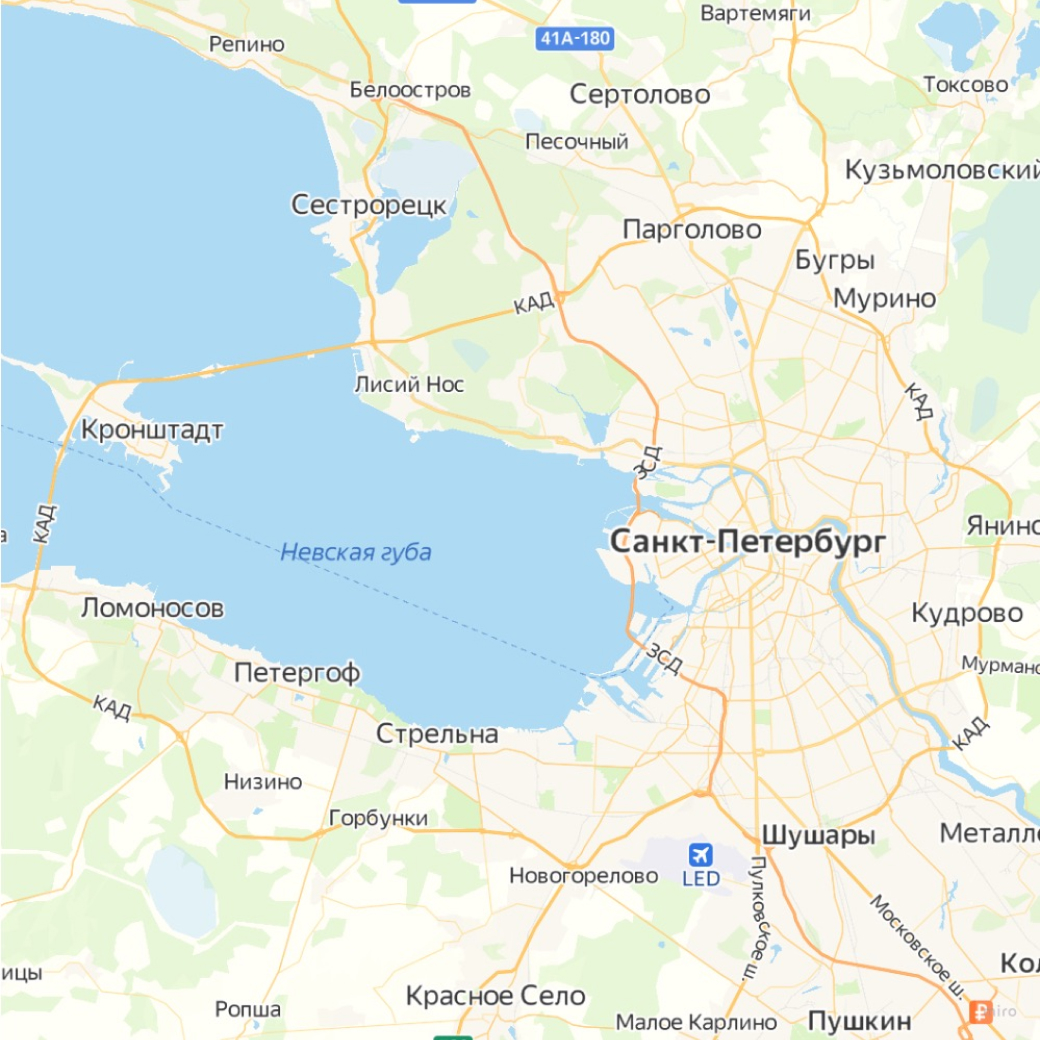 Вартемяги
Репино
41А-180
Токсово
Белоостров
Сертолово
Песочный
Кузьмоловский
Сестрорецк
Парголово
Бугры
Мурино
КАД
Лисий Нос
КАД
Кронштадт
ЗСД
КАД
Янино
Санкт-Петербург
Невская губа
Ломоносов
Кудрово
ЗСД
Мурманс
Петергоф
КАД
Стрельна
КАД
Низино
Горбунки
Шушары
Металло
LED
Новогорелово
Пулковское ш.
Московское ш.
ицы
Кол
Красное Село
Ропша
Малое Карлино
Пушкин